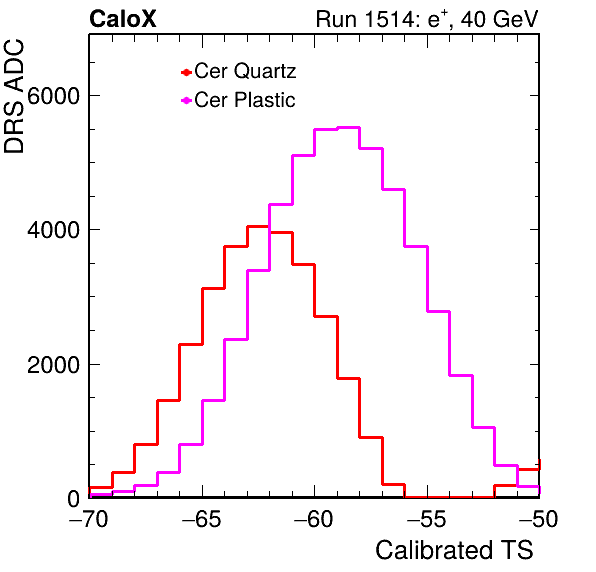 CaloX Run 1514: e⁺, 40 GeV
DRS ADC
Cer Quartz
Cer Plastic
6000
4000
2000
0
−70 −65 −60 −55 −50
Calibrated TS